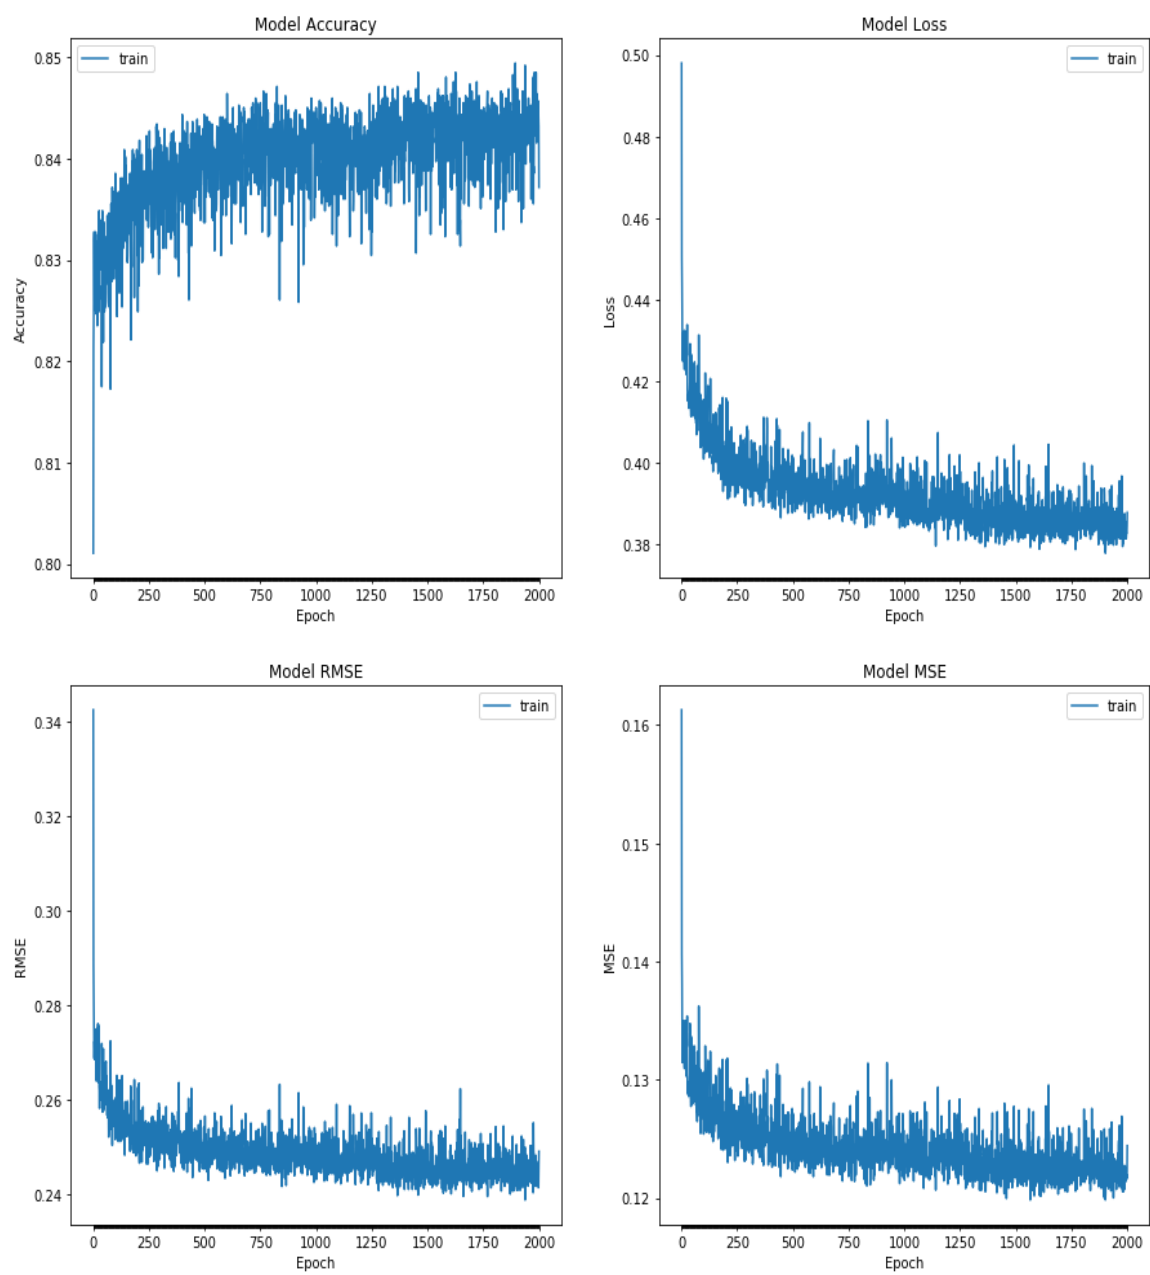 Model Accuracy
train
0.85
0.84
0.83
0.82
0.81
0.80
Accuracy
0 250 500 750 1000 1250 1500 1750 2000
Epoch
Model Loss
train
0.50
0.48
0.46
0.44
0.42
0.40
0.38
Loss
0 250 500 750 1000 1250 1500 1750 2000
Epoch
Model RMSE
train
0.34
0.32
0.30
0.28
0.26
0.24
RMSE
0 250 500 750 1000 1250 1500 1750 2000
Epoch
Model MSE
train
0.16
0.15
0.14
0.13
0.12
MSE
0 250 500 750 1000 1250 1500 1750 2000
Epoch